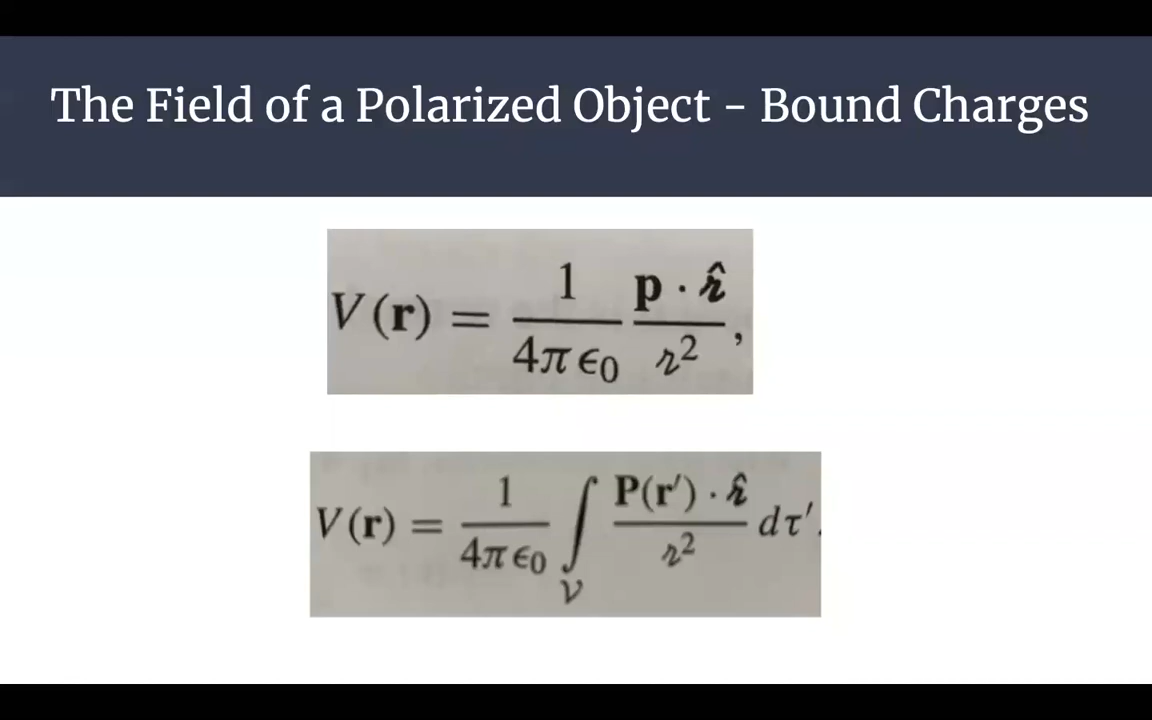 The Field of a Polarized Object - Bound Charges
V(r) = 1/(4πϵ₀) (p · 𝓇̂)/𝓇²,
V(r) = 1/(4πϵ₀) ∫_𝒱 (P(r′) · 𝓇̂)/𝓇² dτ′.